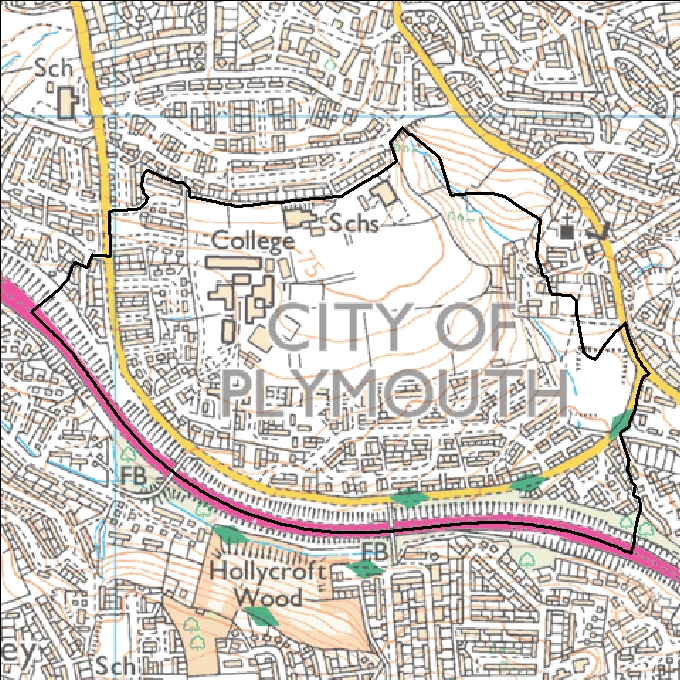 Sch
Schs
College
75
CITY OF
PLYMOUTH
FB
FB
Hollycroft
Wood
ey
Sch